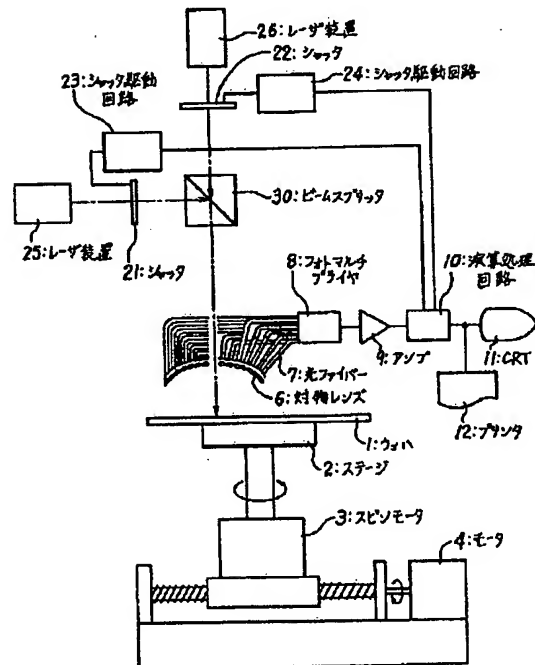 26:レーザ装置
22:シャッタ
23:シャッタ駆動
回路
24:シャッタ駆動回路
30:ビームスプリッタ
25:レーザ装置
21:シャッタ
8:フォトマルチ
プライヤ
10:演算処理
回路
9:アンプ
11:CRT
7:光ファイバー
6:対物レンズ
12:プリンタ
1:ウェハ
2:ステージ
3:スピンモータ
4:モータ